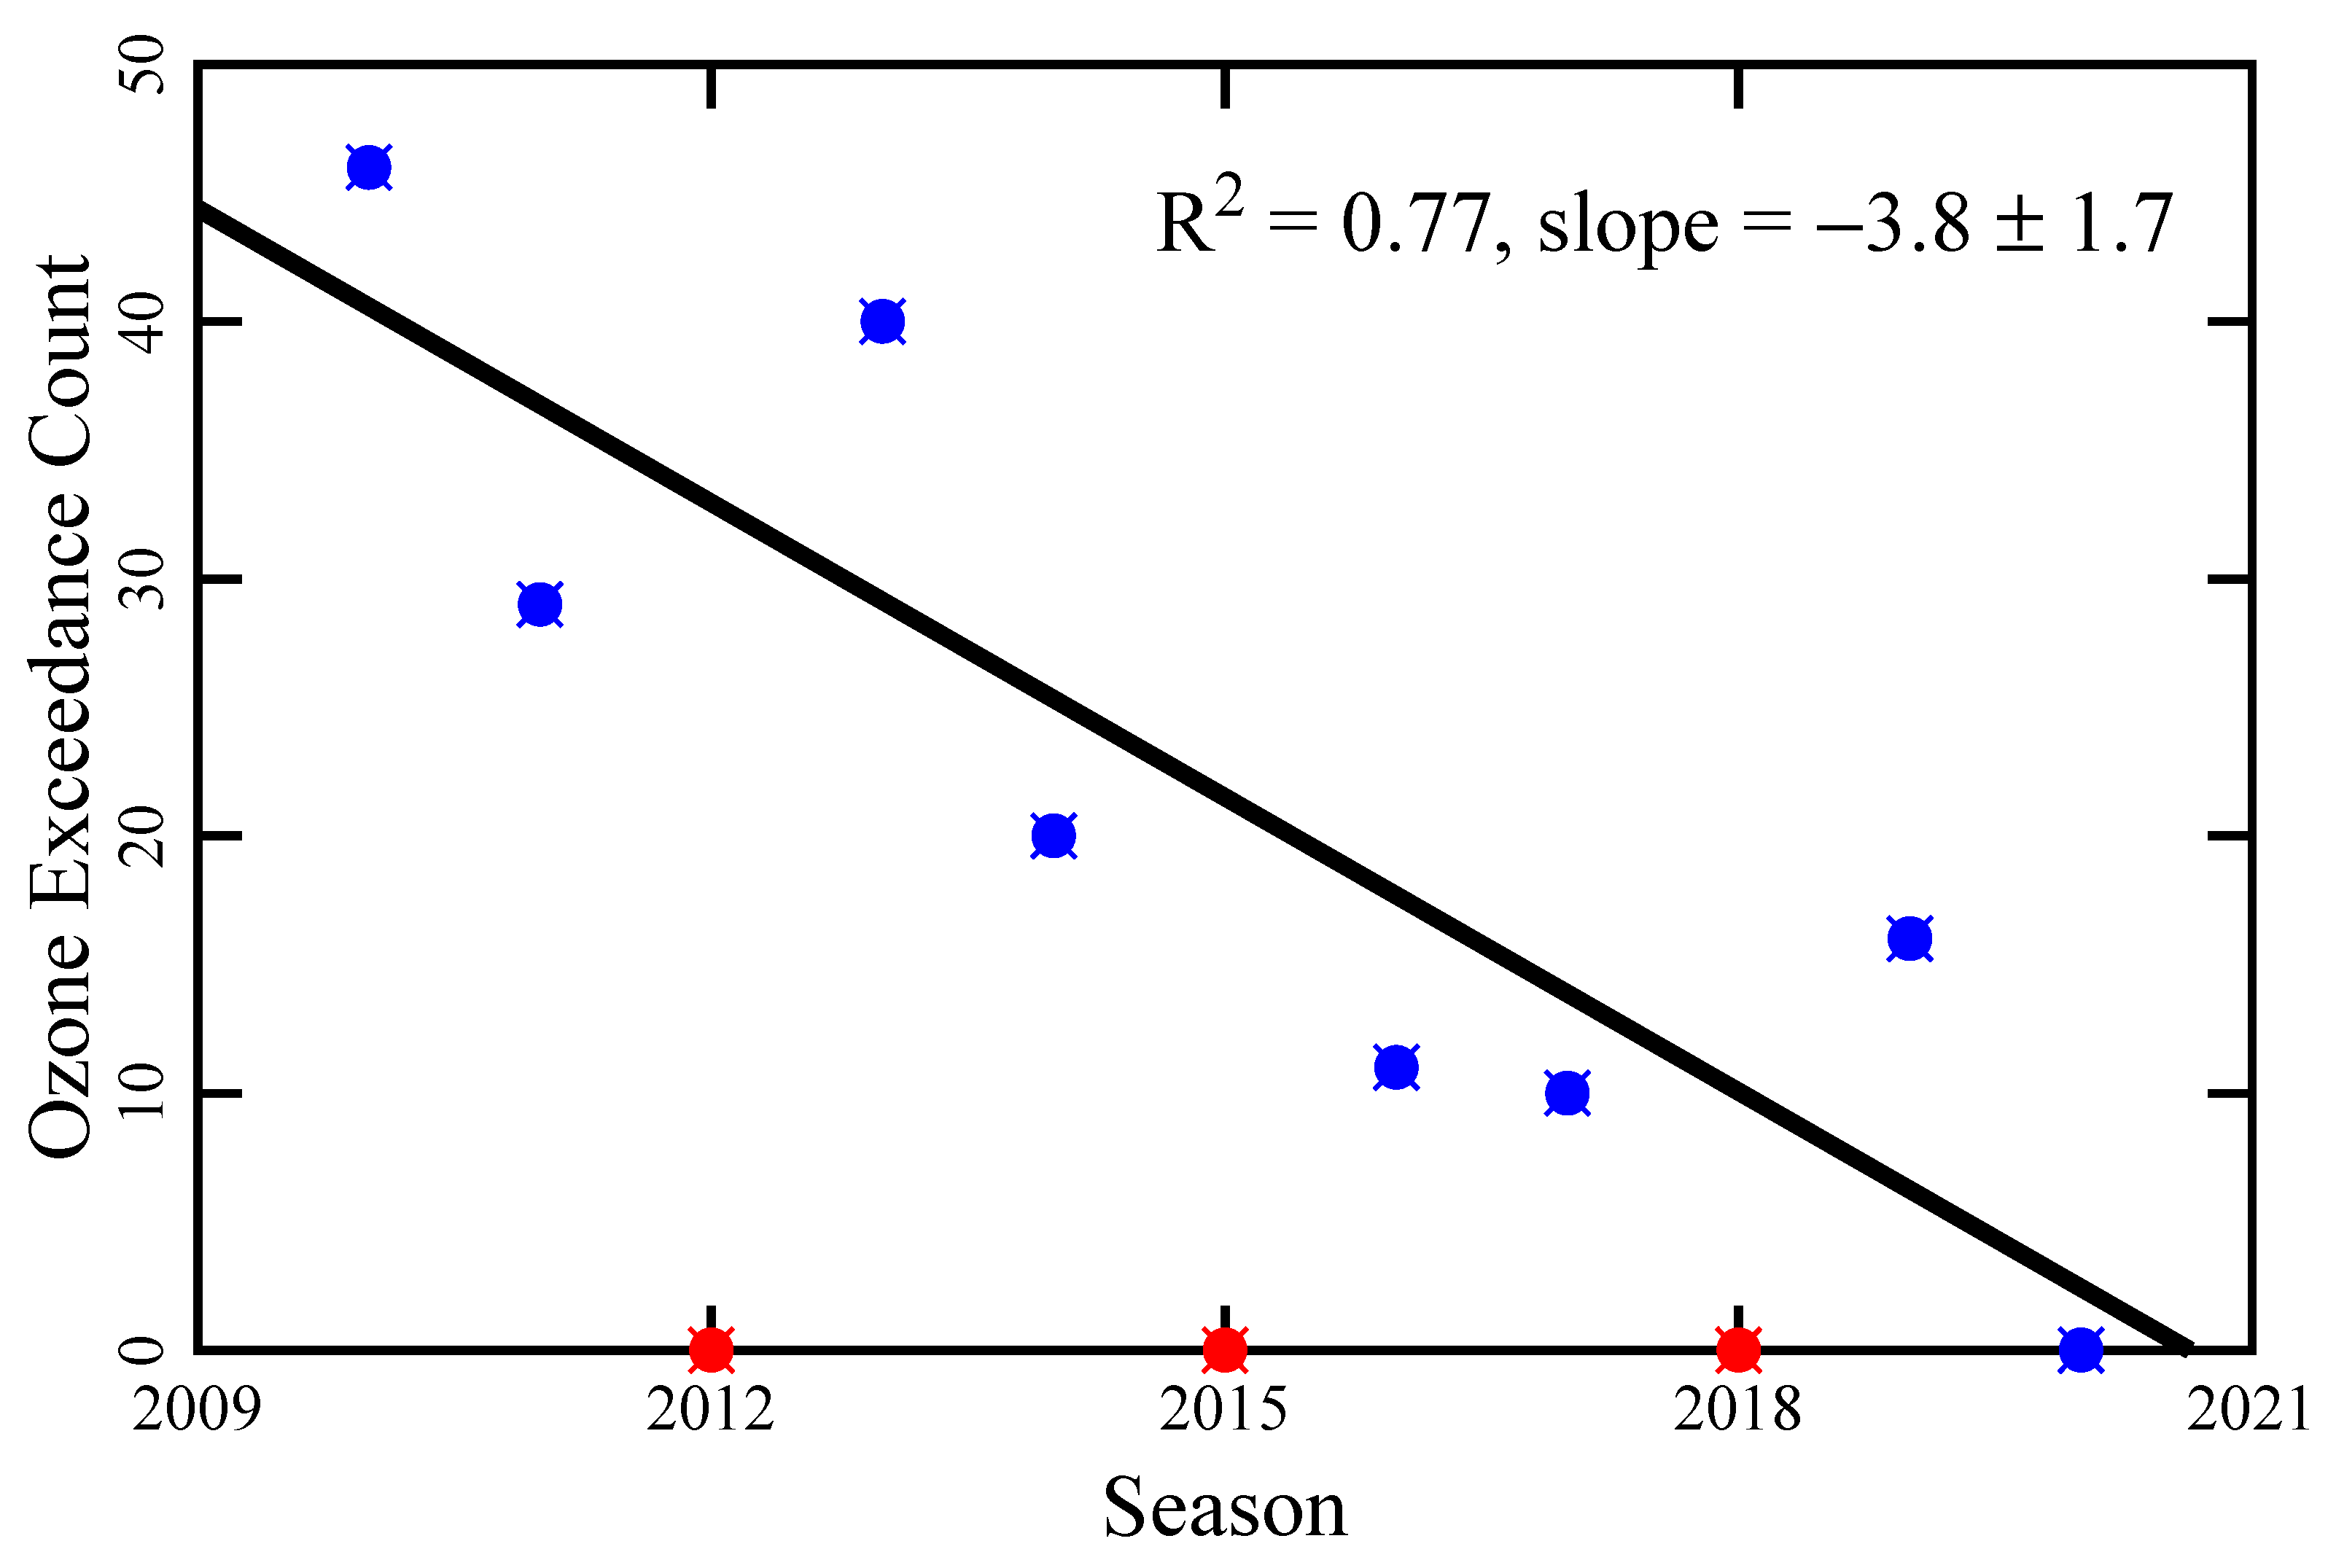 R² = 0.77, slope = −3.8 ± 1.7
Ozone Exceedance Count
50
40
30
20
10
0
2009 2012 2015 2018 2021
Season